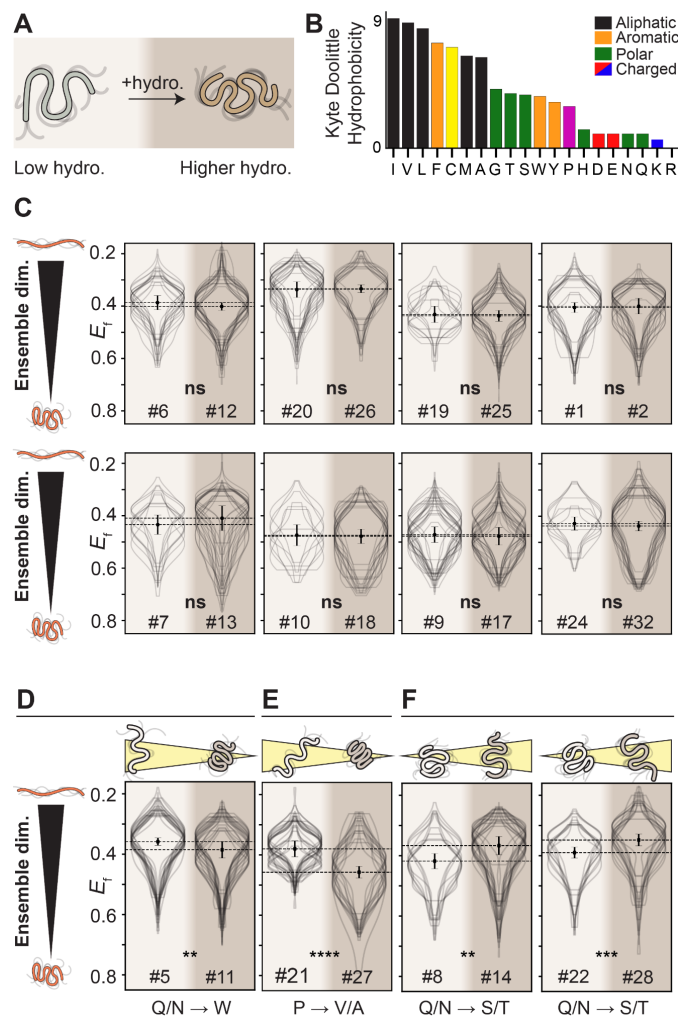 A
+hydro.
Low hydro. Higher hydro.
B
Kyte Doolittle
Hydrophobicity
9
0
Aliphatic
Aromatic
Polar
Charged
I V L F C M A G T S W Y P H D E N Q K R
C
Ensemble dim.
E_f
0.2
0.4
0.6
0.8
ns ns ns ns
#6 #12 #20 #26 #19 #25 #1 #2
Ensemble dim.
E_f
0.2
0.4
0.6
0.8
ns ns ns ns
#7 #13 #10 #18 #9 #17 #24 #32
D E F
Ensemble dim.
E_f
0.2
0.4
0.6
0.8
** **** ** ***
#5 #11 #21 #27 #8 #14 #22 #28
Q/N → W P → V/A Q/N → S/T Q/N → S/T